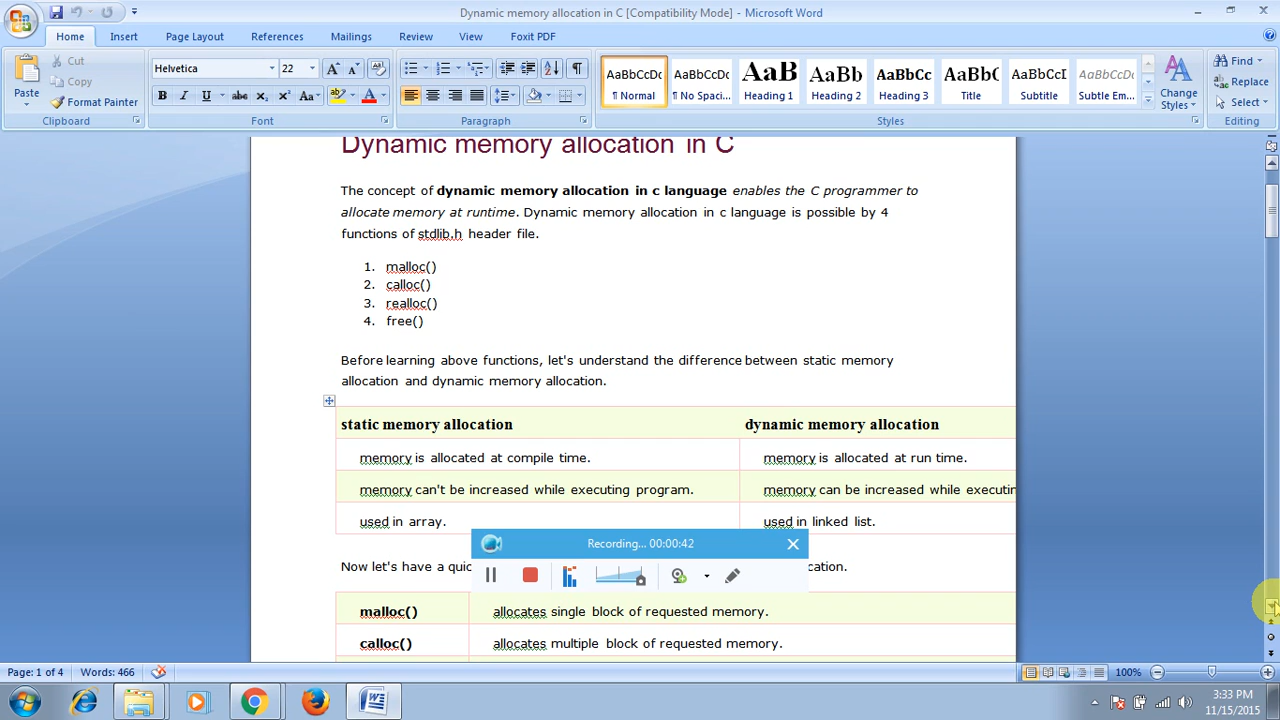 Dynamic memory allocation in C [Compatibility Mode] - Microsoft Word
Home Insert Page Layout References Mailings Review View Foxit PDF
Paste Cut Copy Format Painter
Helvetica 22
AaBbCcDc AaBbCcDc AaB AaBbCc AaBbCc AaBbC AaBbCcI AaBbCcDc
¶ Normal ¶ No Spaci... Heading 1 Heading 2 Heading 3 Title Subtitle Subtle Em...
Change Styles
Find
Replace
Select
Clipboard Font Paragraph Styles Editing
Dynamic memory allocation in C
The concept of dynamic memory allocation in c language enables the C programmer to
allocate memory at runtime. Dynamic memory allocation in c language is possible by 4
functions of stdlib.h header file.
1. malloc()
2. calloc()
3. realloc()
4. free()
Before learning above functions, let's understand the difference between static memory
allocation and dynamic memory allocation.
static memory allocation dynamic memory allocation
memory is allocated at compile time. memory is allocated at run time.
memory can't be increased while executing program. memory can be increased while executin
used in array. used in linked list.
Recording... 00:00:42
Now let's have a quic cation.
malloc() allocates single block of requested memory.
calloc() allocates multiple block of requested memory.
Page: 1 of 4 Words: 466 100%
3:33 PM
11/15/2015